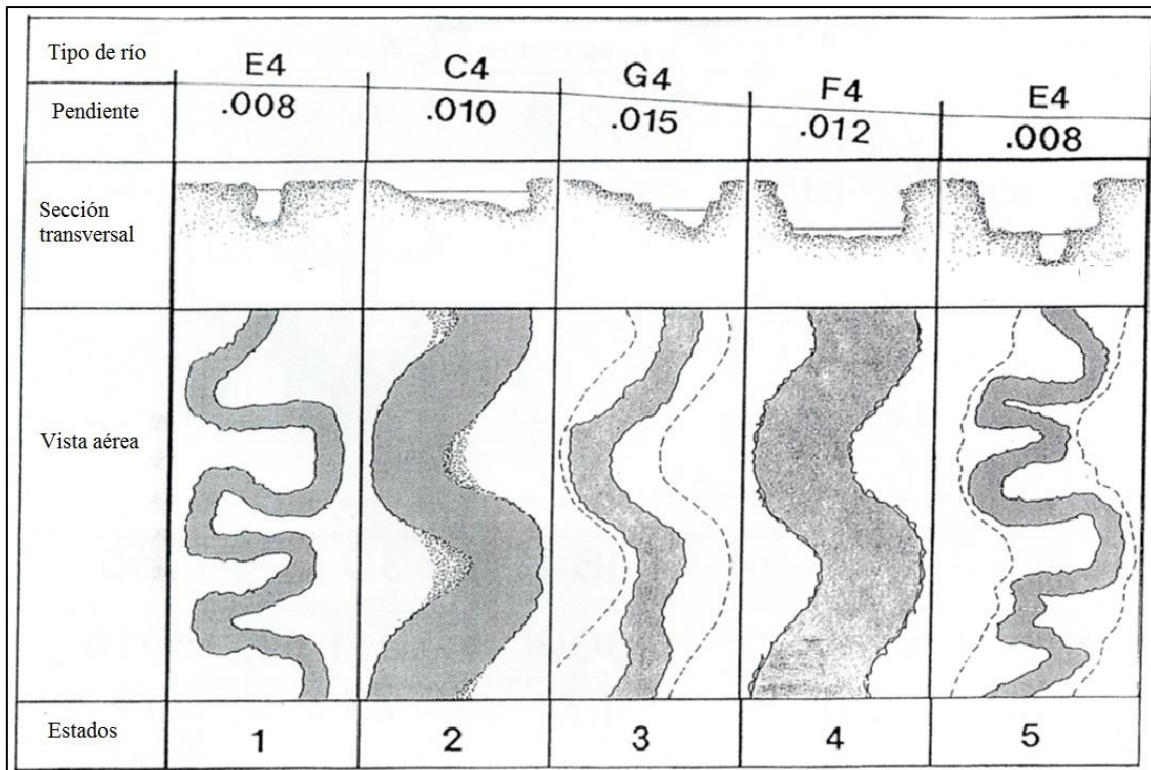 Tipo de río
E4 C4 G4 F4 E4
Pendiente
.008 .010 .015 .012 .008
Sección
transversal
Vista aérea
Estados
1 2 3 4 5